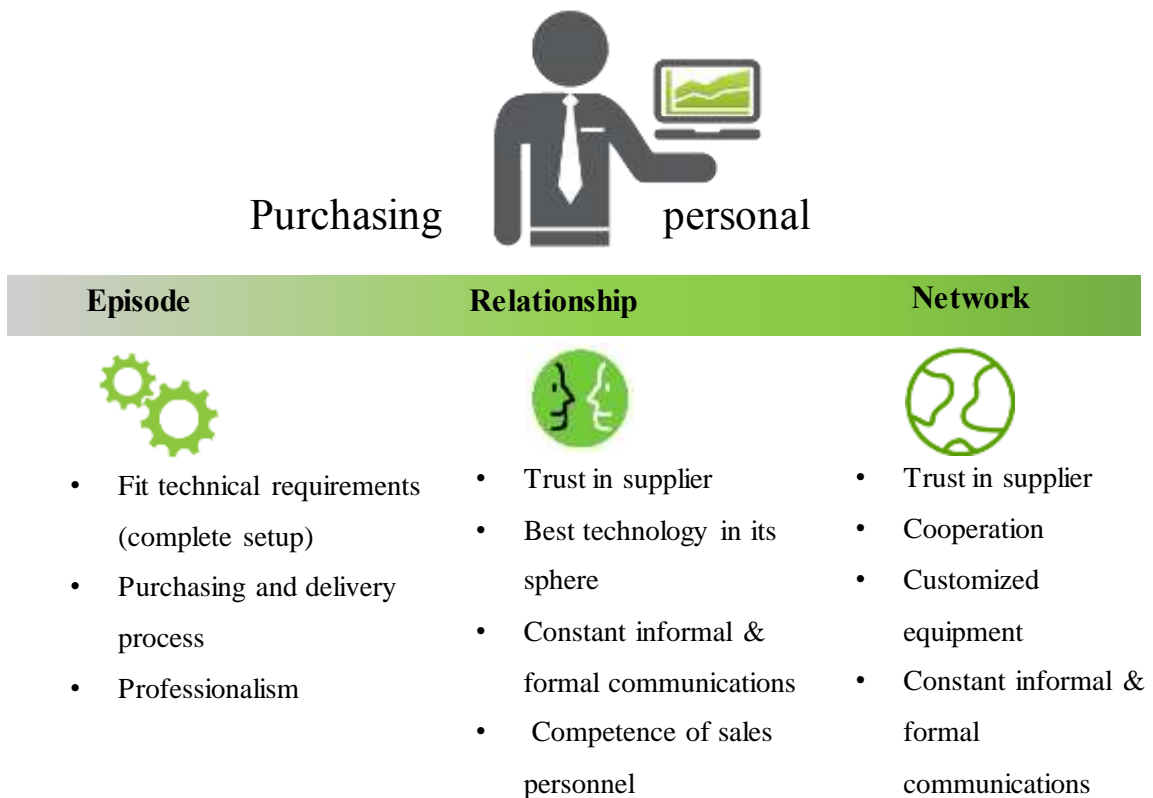 Purchasing personal
Episode Relationship Network
• Fit technical requirements
(complete setup)
• Purchasing and delivery
process
• Professionalism
• Trust in supplier
• Best technology in its
sphere
• Constant informal &
formal communications
• Competence of sales
personnel
• Trust in supplier
• Cooperation
• Customized
equipment
• Constant informal &
formal
communications